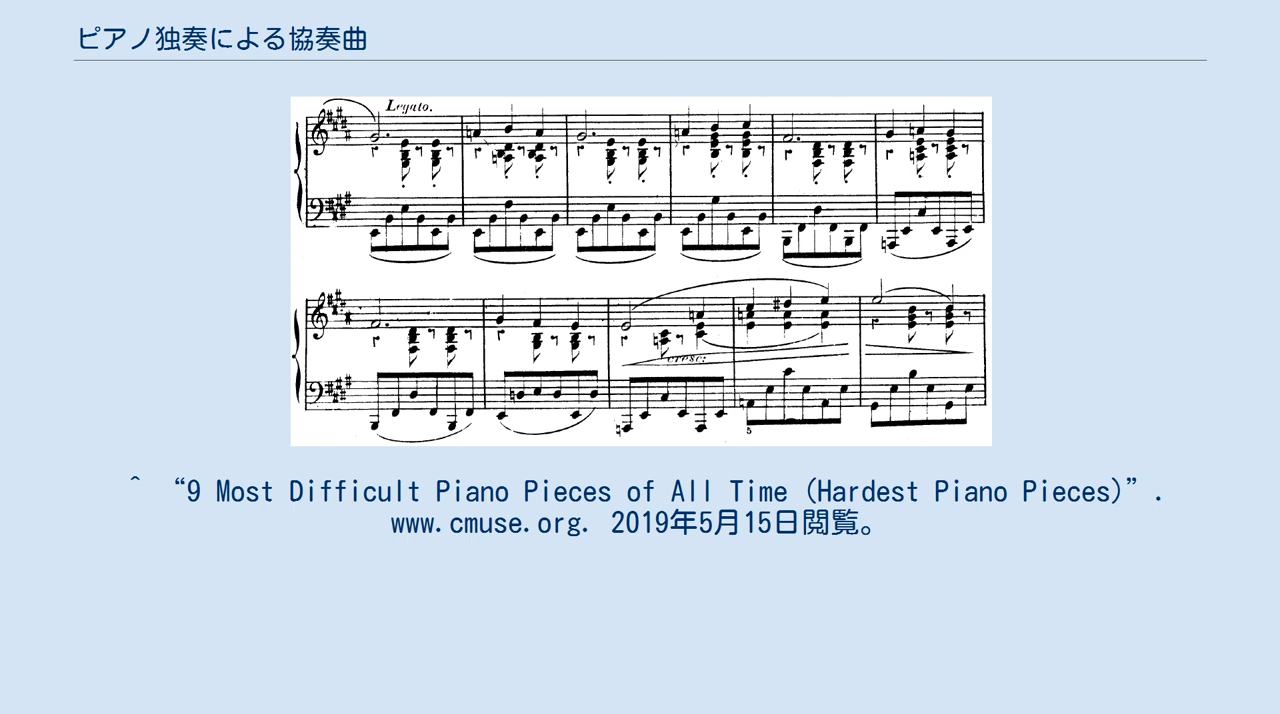 ピアノ独奏による協奏曲
Legato.
cresc:
5
^ “9 Most Difficult Piano Pieces of All Time (Hardest Piano Pieces)”.
www.cmuse.org. 2019年5月15日閲覧。